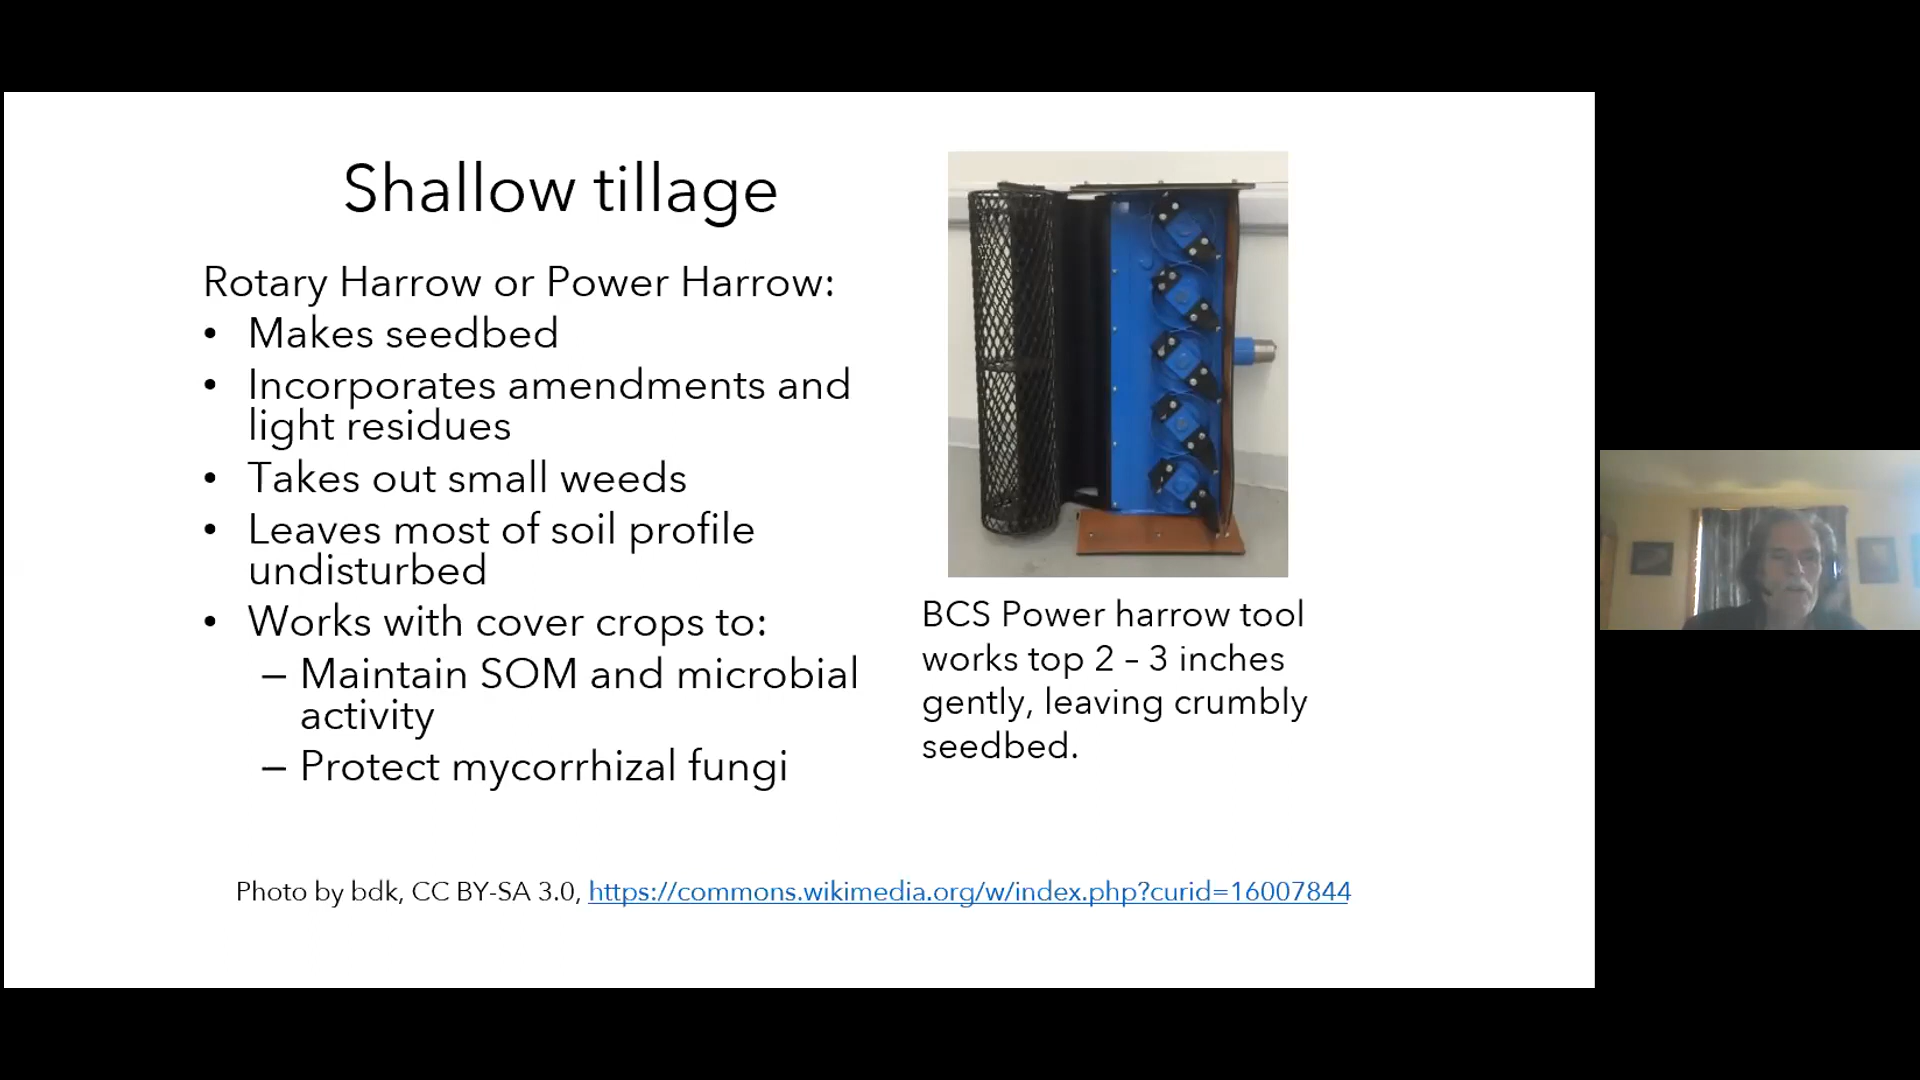 Shallow tillage
Rotary Harrow or Power Harrow:
• Makes seedbed
• Incorporates amendments and
light residues
• Takes out small weeds
• Leaves most of soil profile
undisturbed
• Works with cover crops to:
– Maintain SOM and microbial
activity
– Protect mycorrhizal fungi
BCS Power harrow tool
works top 2 – 3 inches
gently, leaving crumbly
seedbed.
Photo by bdk, CC BY-SA 3.0, https://commons.wikimedia.org/w/index.php?curid=16007844